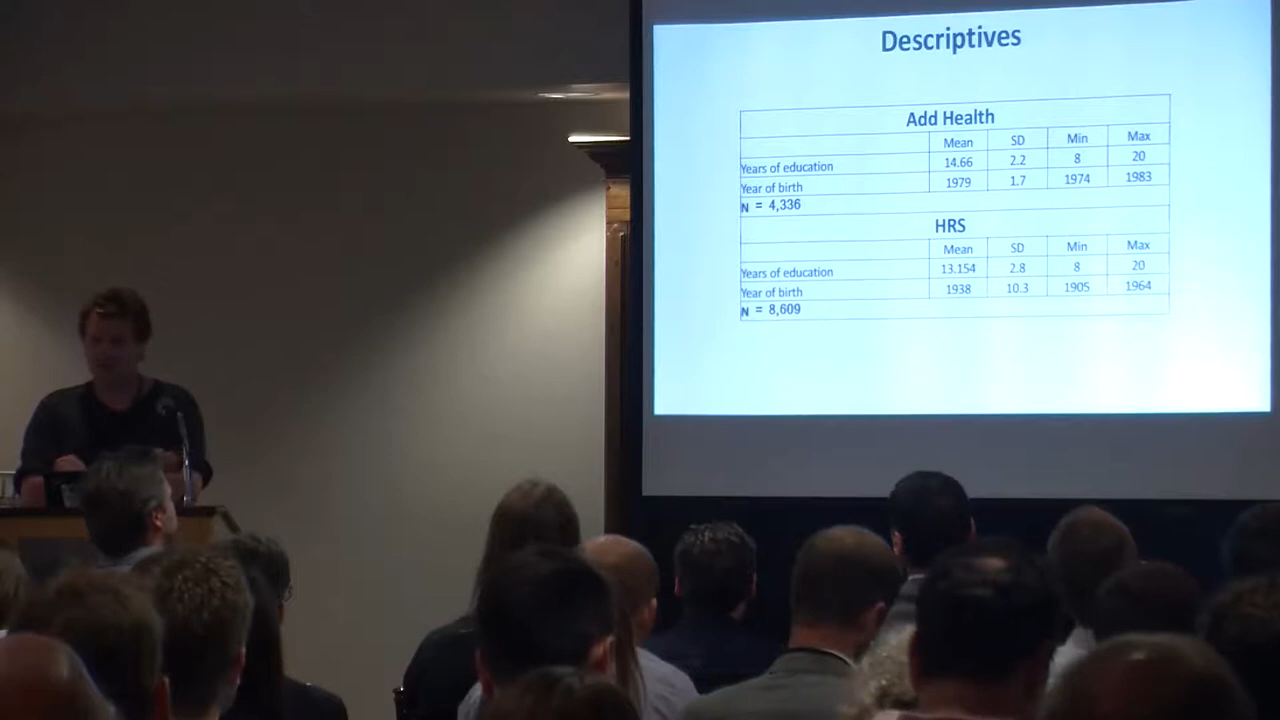 Descriptives
Add Health
Mean SD Min Max
Years of education 14.66 2.2 8 20
Year of birth 1979 1.7 1974 1983
N = 4,336
HRS
Mean SD Min Max
Years of education 13.154 2.8 8 20
Year of birth 1938 10.3 1905 1964
N = 8,609